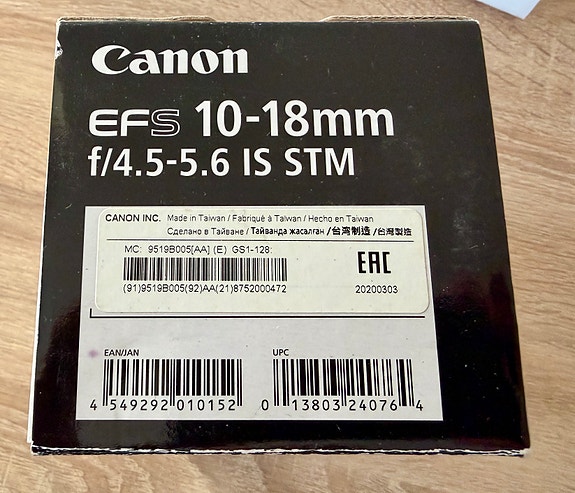 Canon
EFS 10-18mm
f/4.5-5.6 IS STM
CANON INC. Made in Taiwan / Fabriqué à Taiwan / Hecho en Taiwan
Сделано в Тайване / Тайванда жасалған /台湾制造 /台灣製造
MC: 9519B005[AA] (E) GS1-128:
EAC
(91)9519B005(92)AA(21)8752000472
20200303
EAN/JAN
UPC
4 549292 010152
0 13803 24076 4